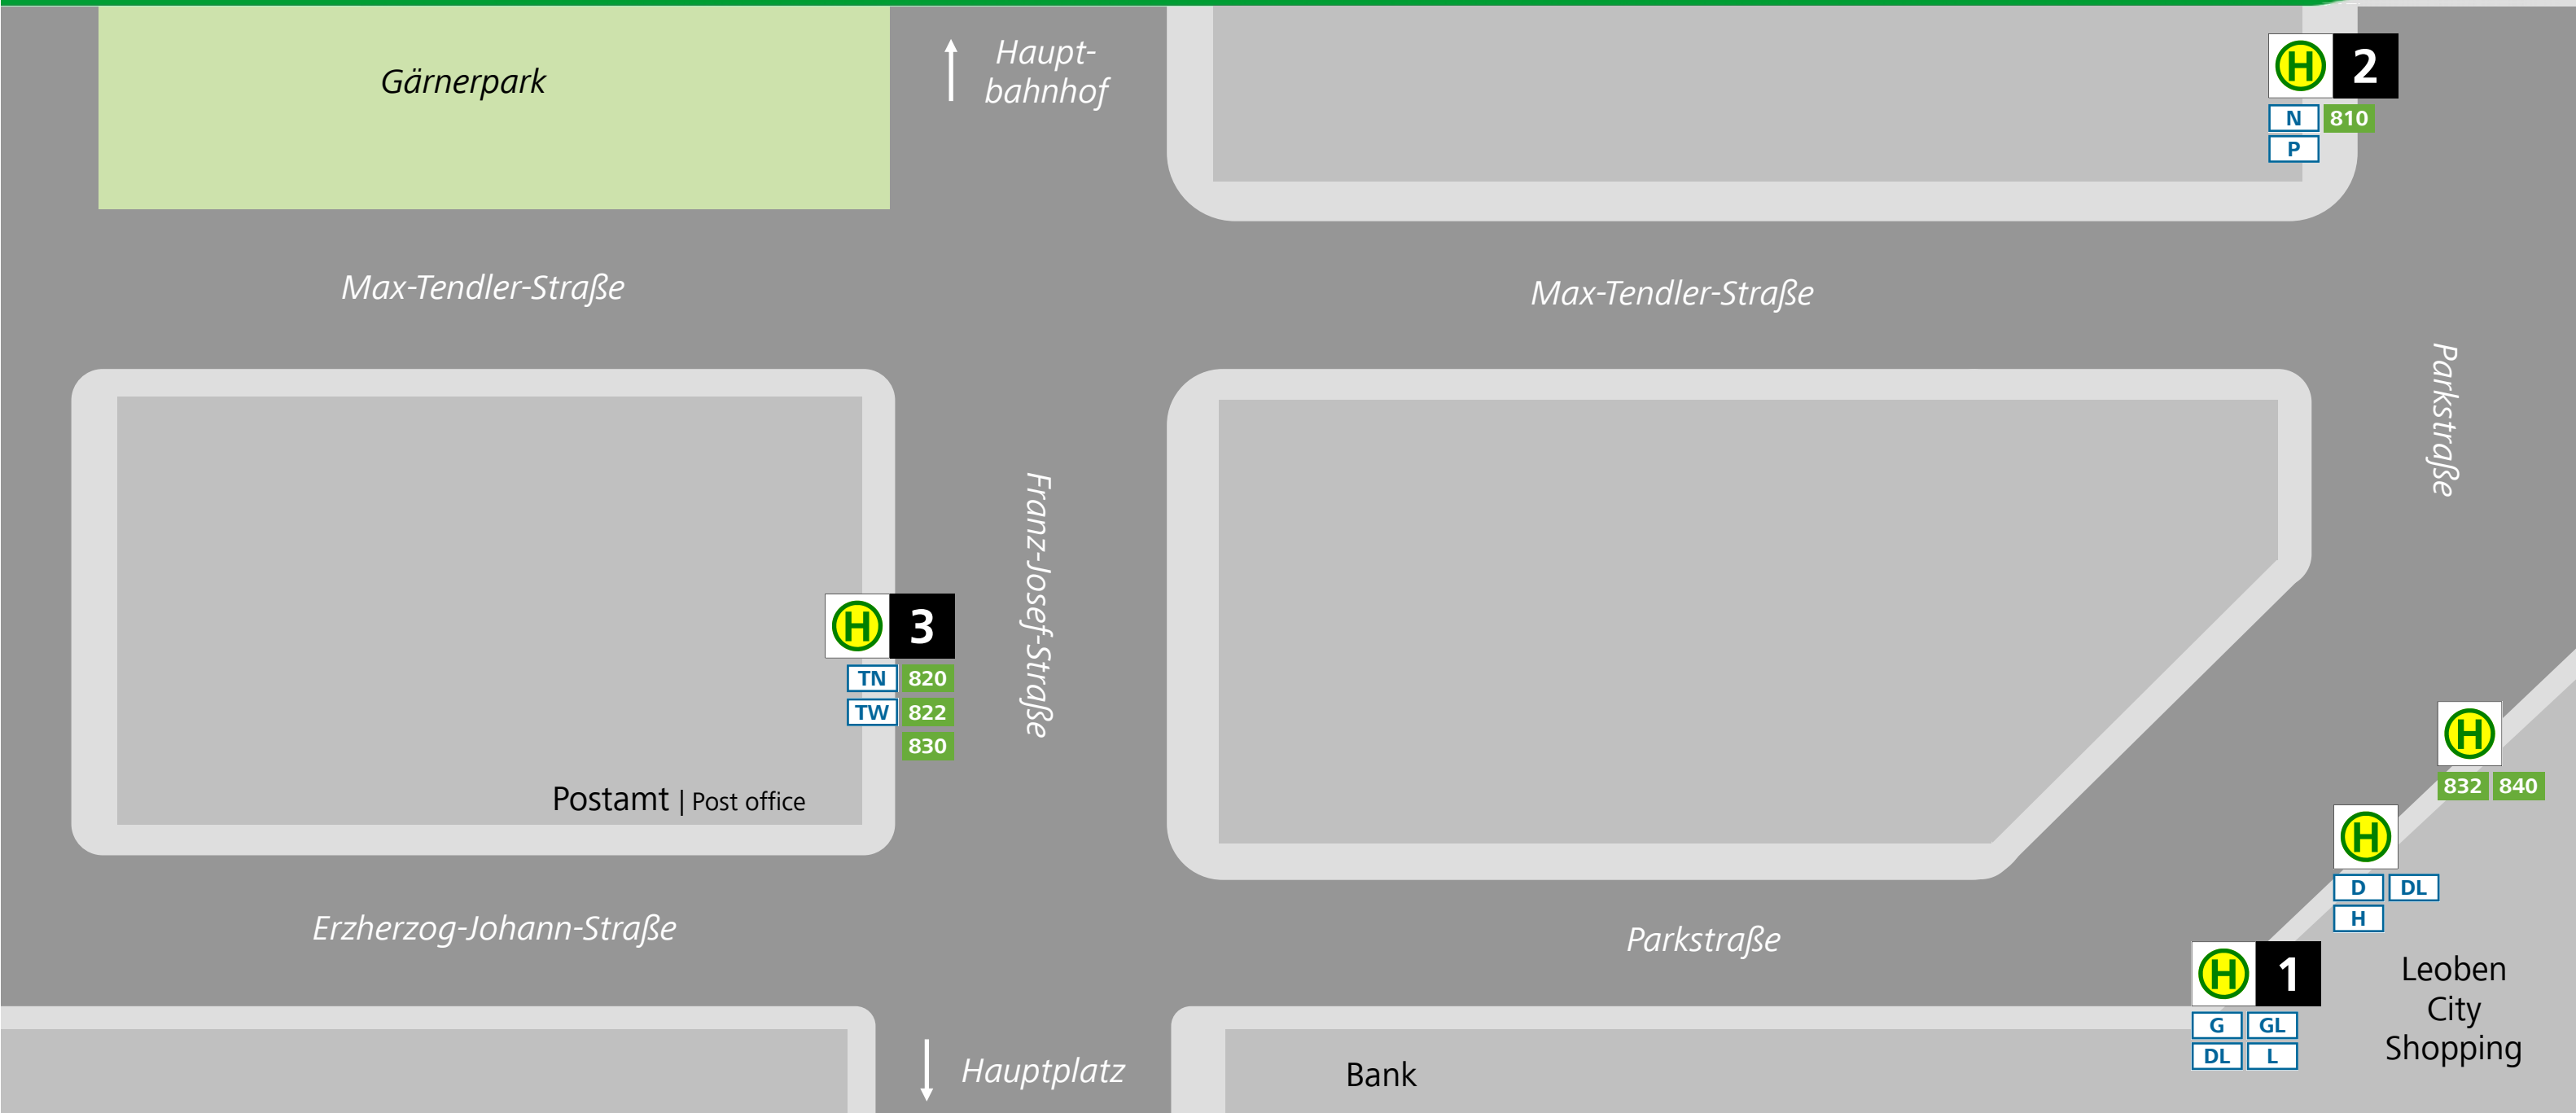 Gärnerpark
Haupt-
bahnhof
H 2
N 810
P
Max-Tendler-Straße
Max-Tendler-Straße
Parkstraße
Franz-Josef-Straße
H 3
TN 820
TW 822
830
Postamt | Post office
H
832 840
H
D DL
H
Erzherzog-Johann-Straße
Parkstraße
H 1
G GL
DL L
Leoben
City
Shopping
Hauptplatz
Bank